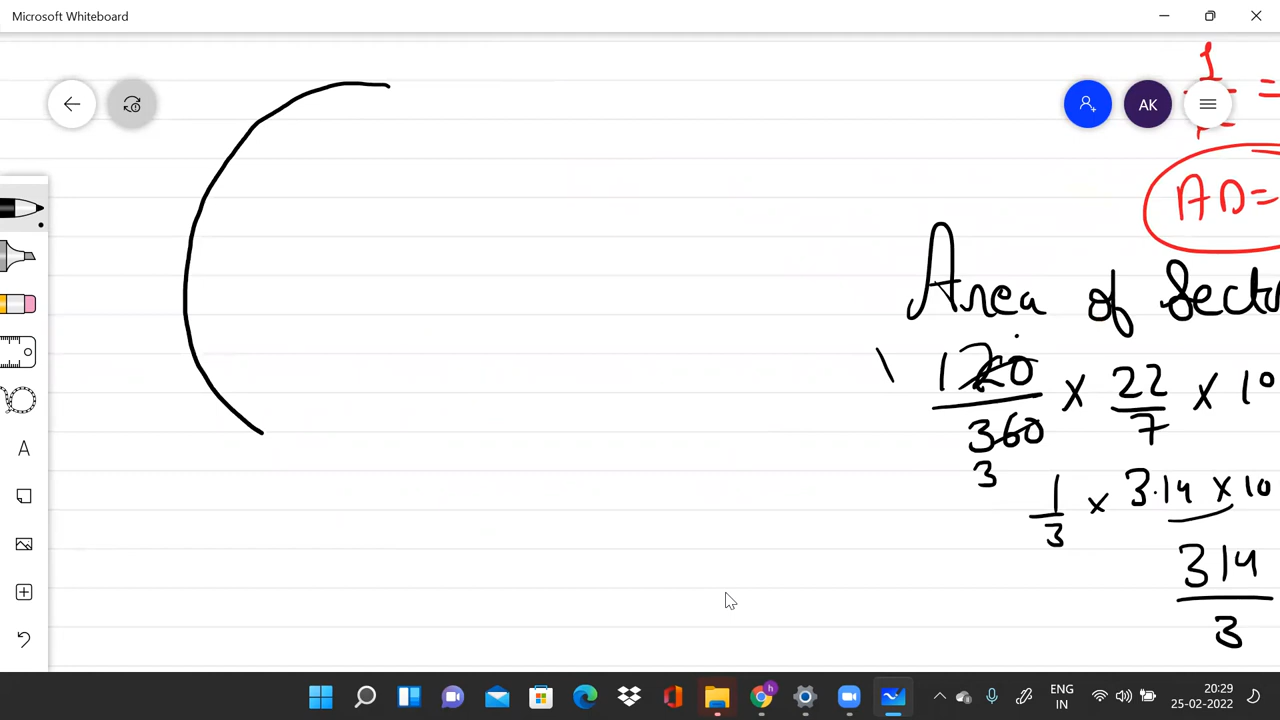 Microsoft Whiteboard
1
=
AK
AD=
Area of Secto
120
360
3
× 22
7
× 10
1
3
× 3.14 × 10
314
3
A
ENG
IN
20:29
25-02-2022